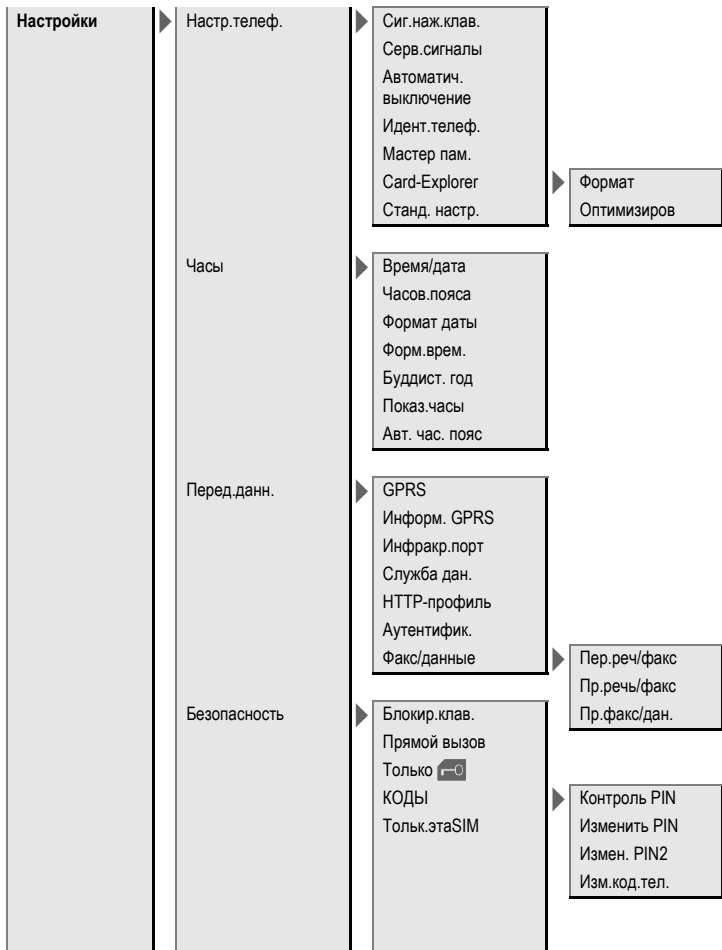 Настройки
Настр.телеф.
Сиг.наж.клав.
Серв.сигналы
Автоматич.
выключение
Идент.телеф.
Мастер пам.
Card-Explorer
Формат
Станд. настр.
Оптимизиров
Часы
Время/дата
Часов.пояса
Формат даты
Форм.врем.
Буддист. год
Показ.часы
Авт. час. пояс
Перед.данн.
GPRS
Информ. GPRS
Инфракр.порт
Служба дан.
HTTP-профиль
Аутентифик.
Факс/данные
Пер.реч/факс
Пр.речь/факс
Пр.факс/дан.
Безопасность
Блокир.клав.
Прямой вызов
Только
КОДЫ
Контроль PIN
Тольк.этаSIM
Изменить PIN
Измен. PIN2
Изм.код.тел.